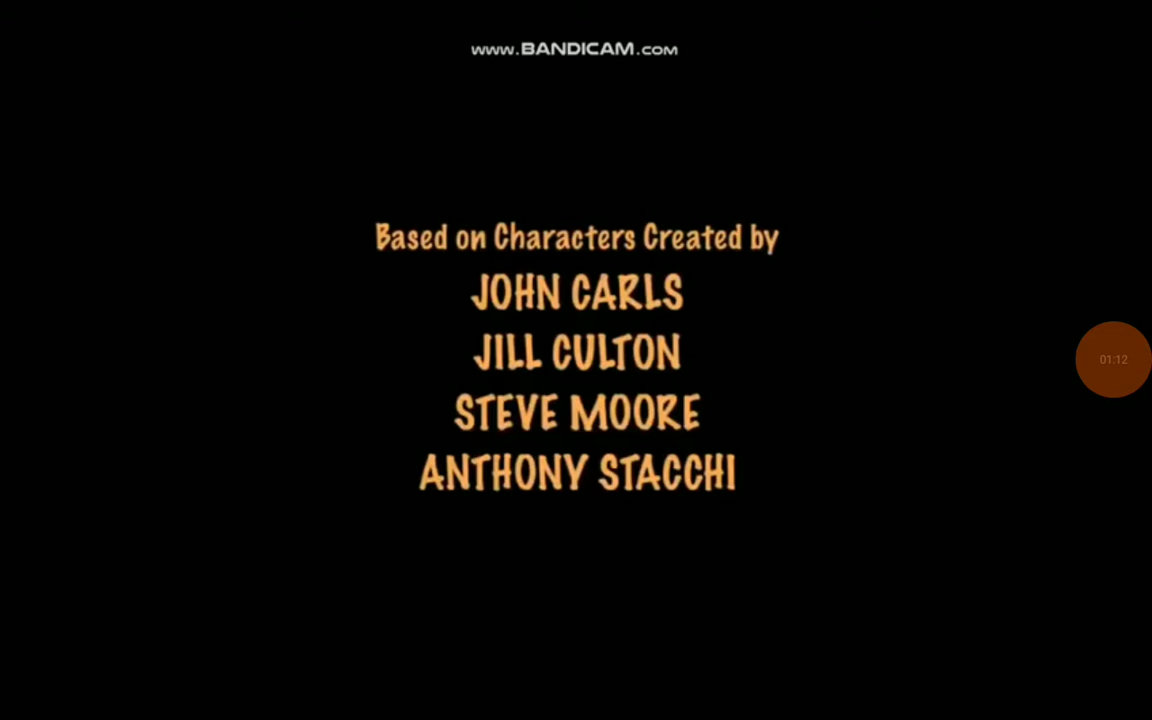 www.BANDICAM.com
Based on Characters Created by
JOHN CARLS
JILL CULTON
STEVE MOORE
ANTHONY STACCHI
01:12